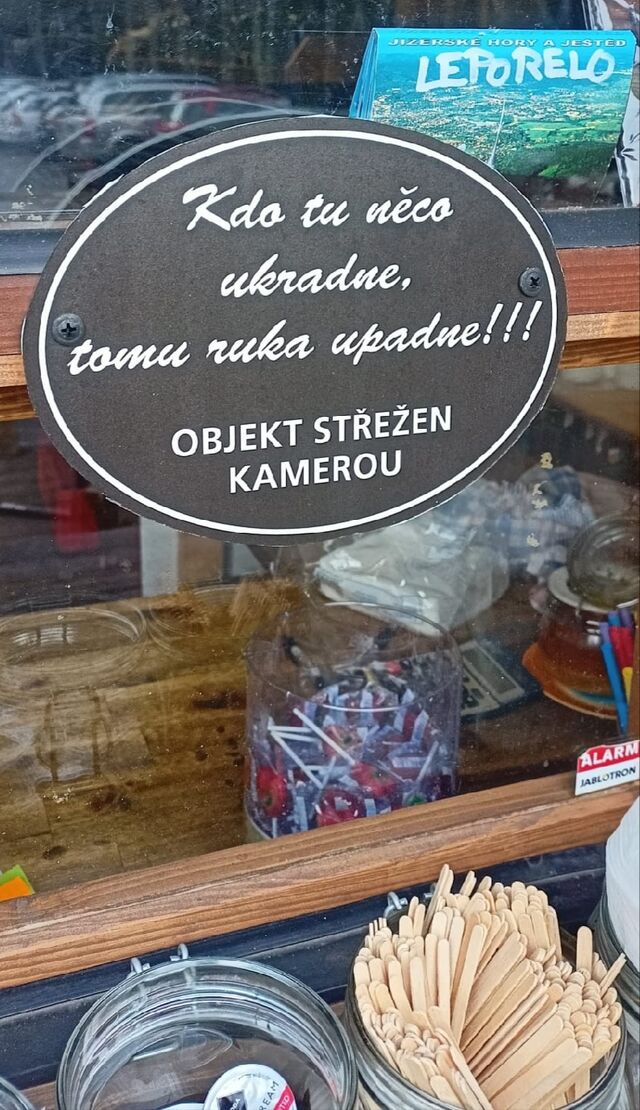 JIZERSKÉ HORY A JEŠTĚD
LEPORELO
Kdo tu něco
ukradne,
tomu ruka upadne!!!
OBJEKT STŘEŽEN
KAMEROU
ALARM
JABLOTRON